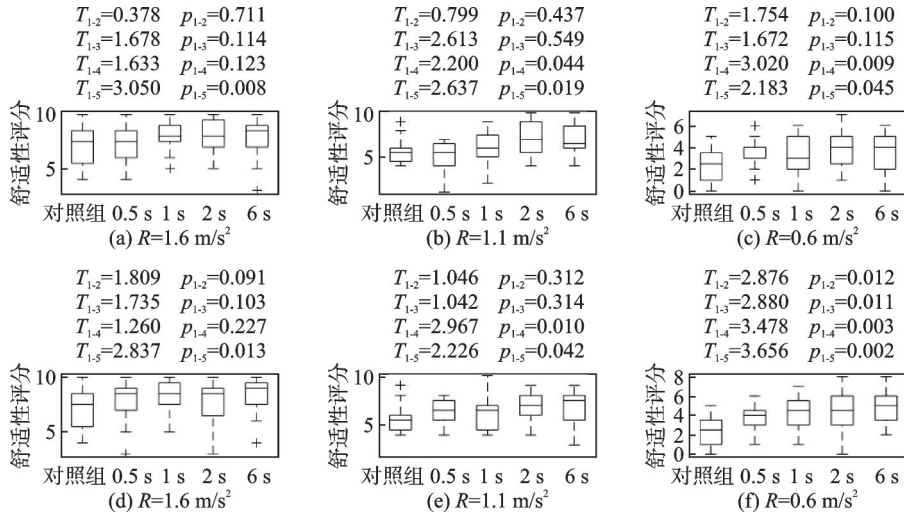 T1-2=0.378 p1-2=0.711
T1-3=1.678 p1-3=0.114
T1-4=1.633 p1-4=0.123
T1-5=3.050 p1-5=0.008
舒适性评分
10
5
对照组 0.5 s 1 s 2 s 6 s
(a) R=1.6 m/s²
T1-2=0.799 p1-2=0.437
T1-3=2.613 p1-3=0.549
T1-4=2.200 p1-4=0.044
T1-5=2.637 p1-5=0.019
舒适性评分
10
5
对照组 0.5 s 1 s 2 s 6 s
(b) R=1.1 m/s²
T1-2=1.754 p1-2=0.100
T1-3=1.672 p1-3=0.115
T1-4=3.020 p1-4=0.009
T1-5=2.183 p1-5=0.045
舒适性评分
6
4
2
0
对照组 0.5 s 1 s 2 s 6 s
(c) R=0.6 m/s²
T1-2=1.809 p1-2=0.091
T1-3=1.735 p1-3=0.103
T1-4=1.260 p1-4=0.227
T1-5=2.837 p1-5=0.013
舒适性评分
10
5
对照组 0.5 s 1 s 2 s 6 s
(d) R=1.6 m/s²
T1-2=1.046 p1-2=0.312
T1-3=1.042 p1-3=0.314
T1-4=2.967 p1-4=0.010
T1-5=2.226 p1-5=0.042
舒适性评分
10
5
对照组 0.5 s 1 s 2 s 6 s
(e) R=1.1 m/s²
T1-2=2.876 p1-2=0.012
T1-3=2.880 p1-3=0.011
T1-4=3.478 p1-4=0.003
T1-5=3.656 p1-5=0.002
舒适性评分
8
6
4
2
0
对照组 0.5 s 1 s 2 s 6 s
(f) R=0.6 m/s²